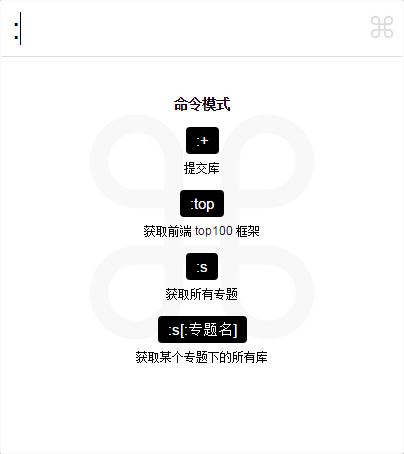 :
命令模式
:+
提交库
:top
获取前端 top100 框架
:s
获取所有专题
:s[:专题名]
获取某个专题下的所有库